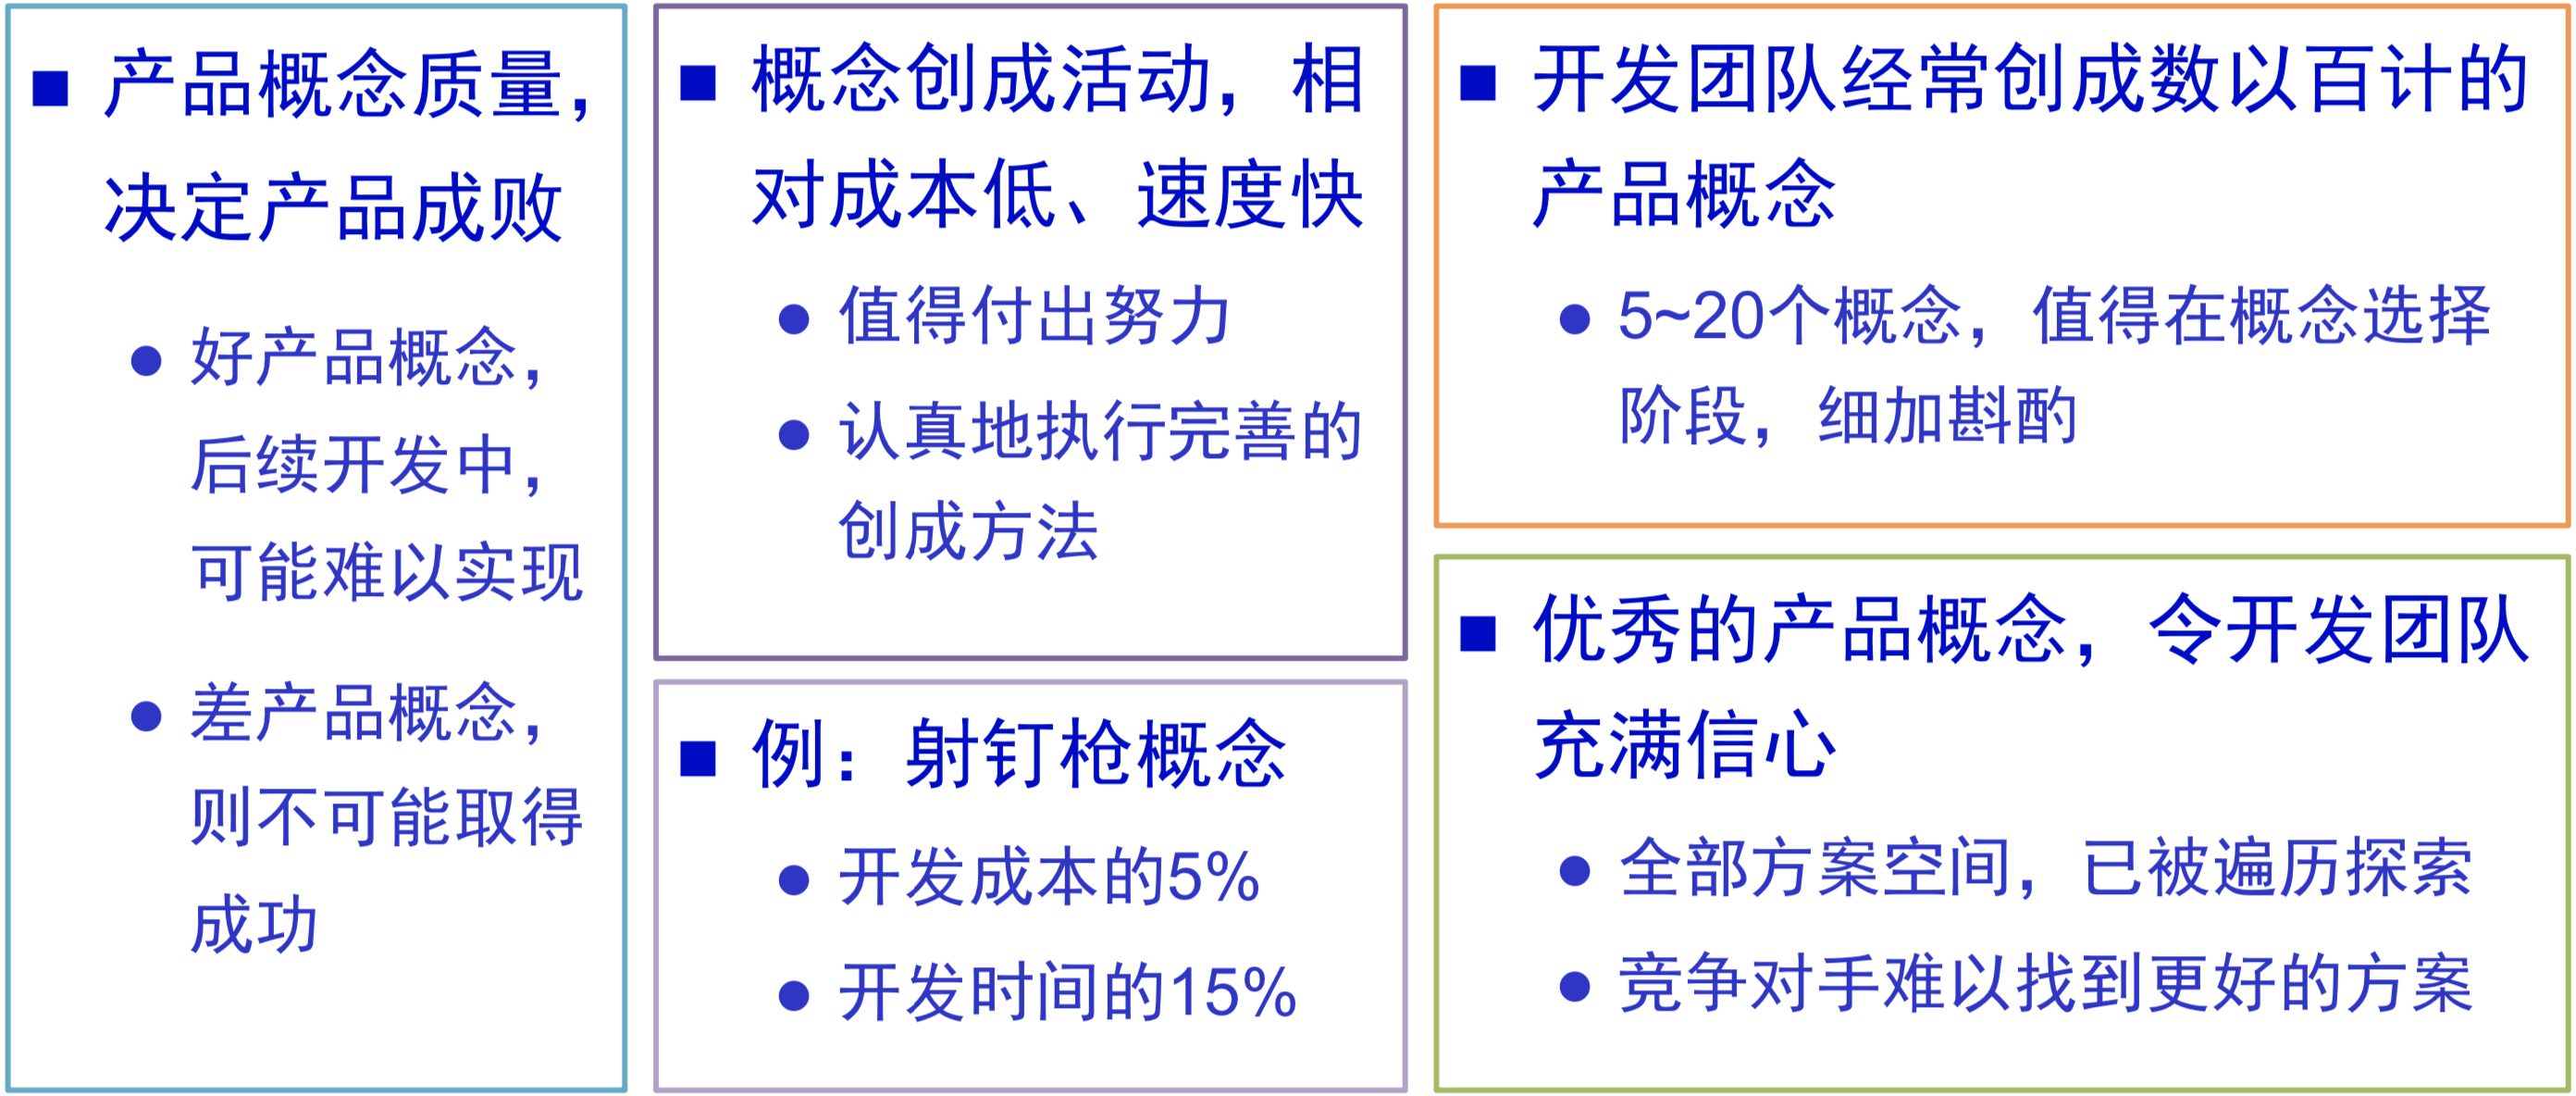 ■ 产品概念质量，
决定产品成败
● 好产品概念，
后续开发中，
可能难以实现
● 差产品概念，
则不可能取得
成功
■ 概念创成活动，相
对成本低、速度快
● 值得付出努力
● 认真地执行完善的
创成方法
■ 例：射钉枪概念
● 开发成本的5%
● 开发时间的15%
■ 开发团队经常创成数以百计的
产品概念
● 5~20个概念，值得在概念选择
阶段，细加斟酌
■ 优秀的产品概念，令开发团队
充满信心
● 全部方案空间，已被遍历探索
● 竞争对手难以找到更好的方案